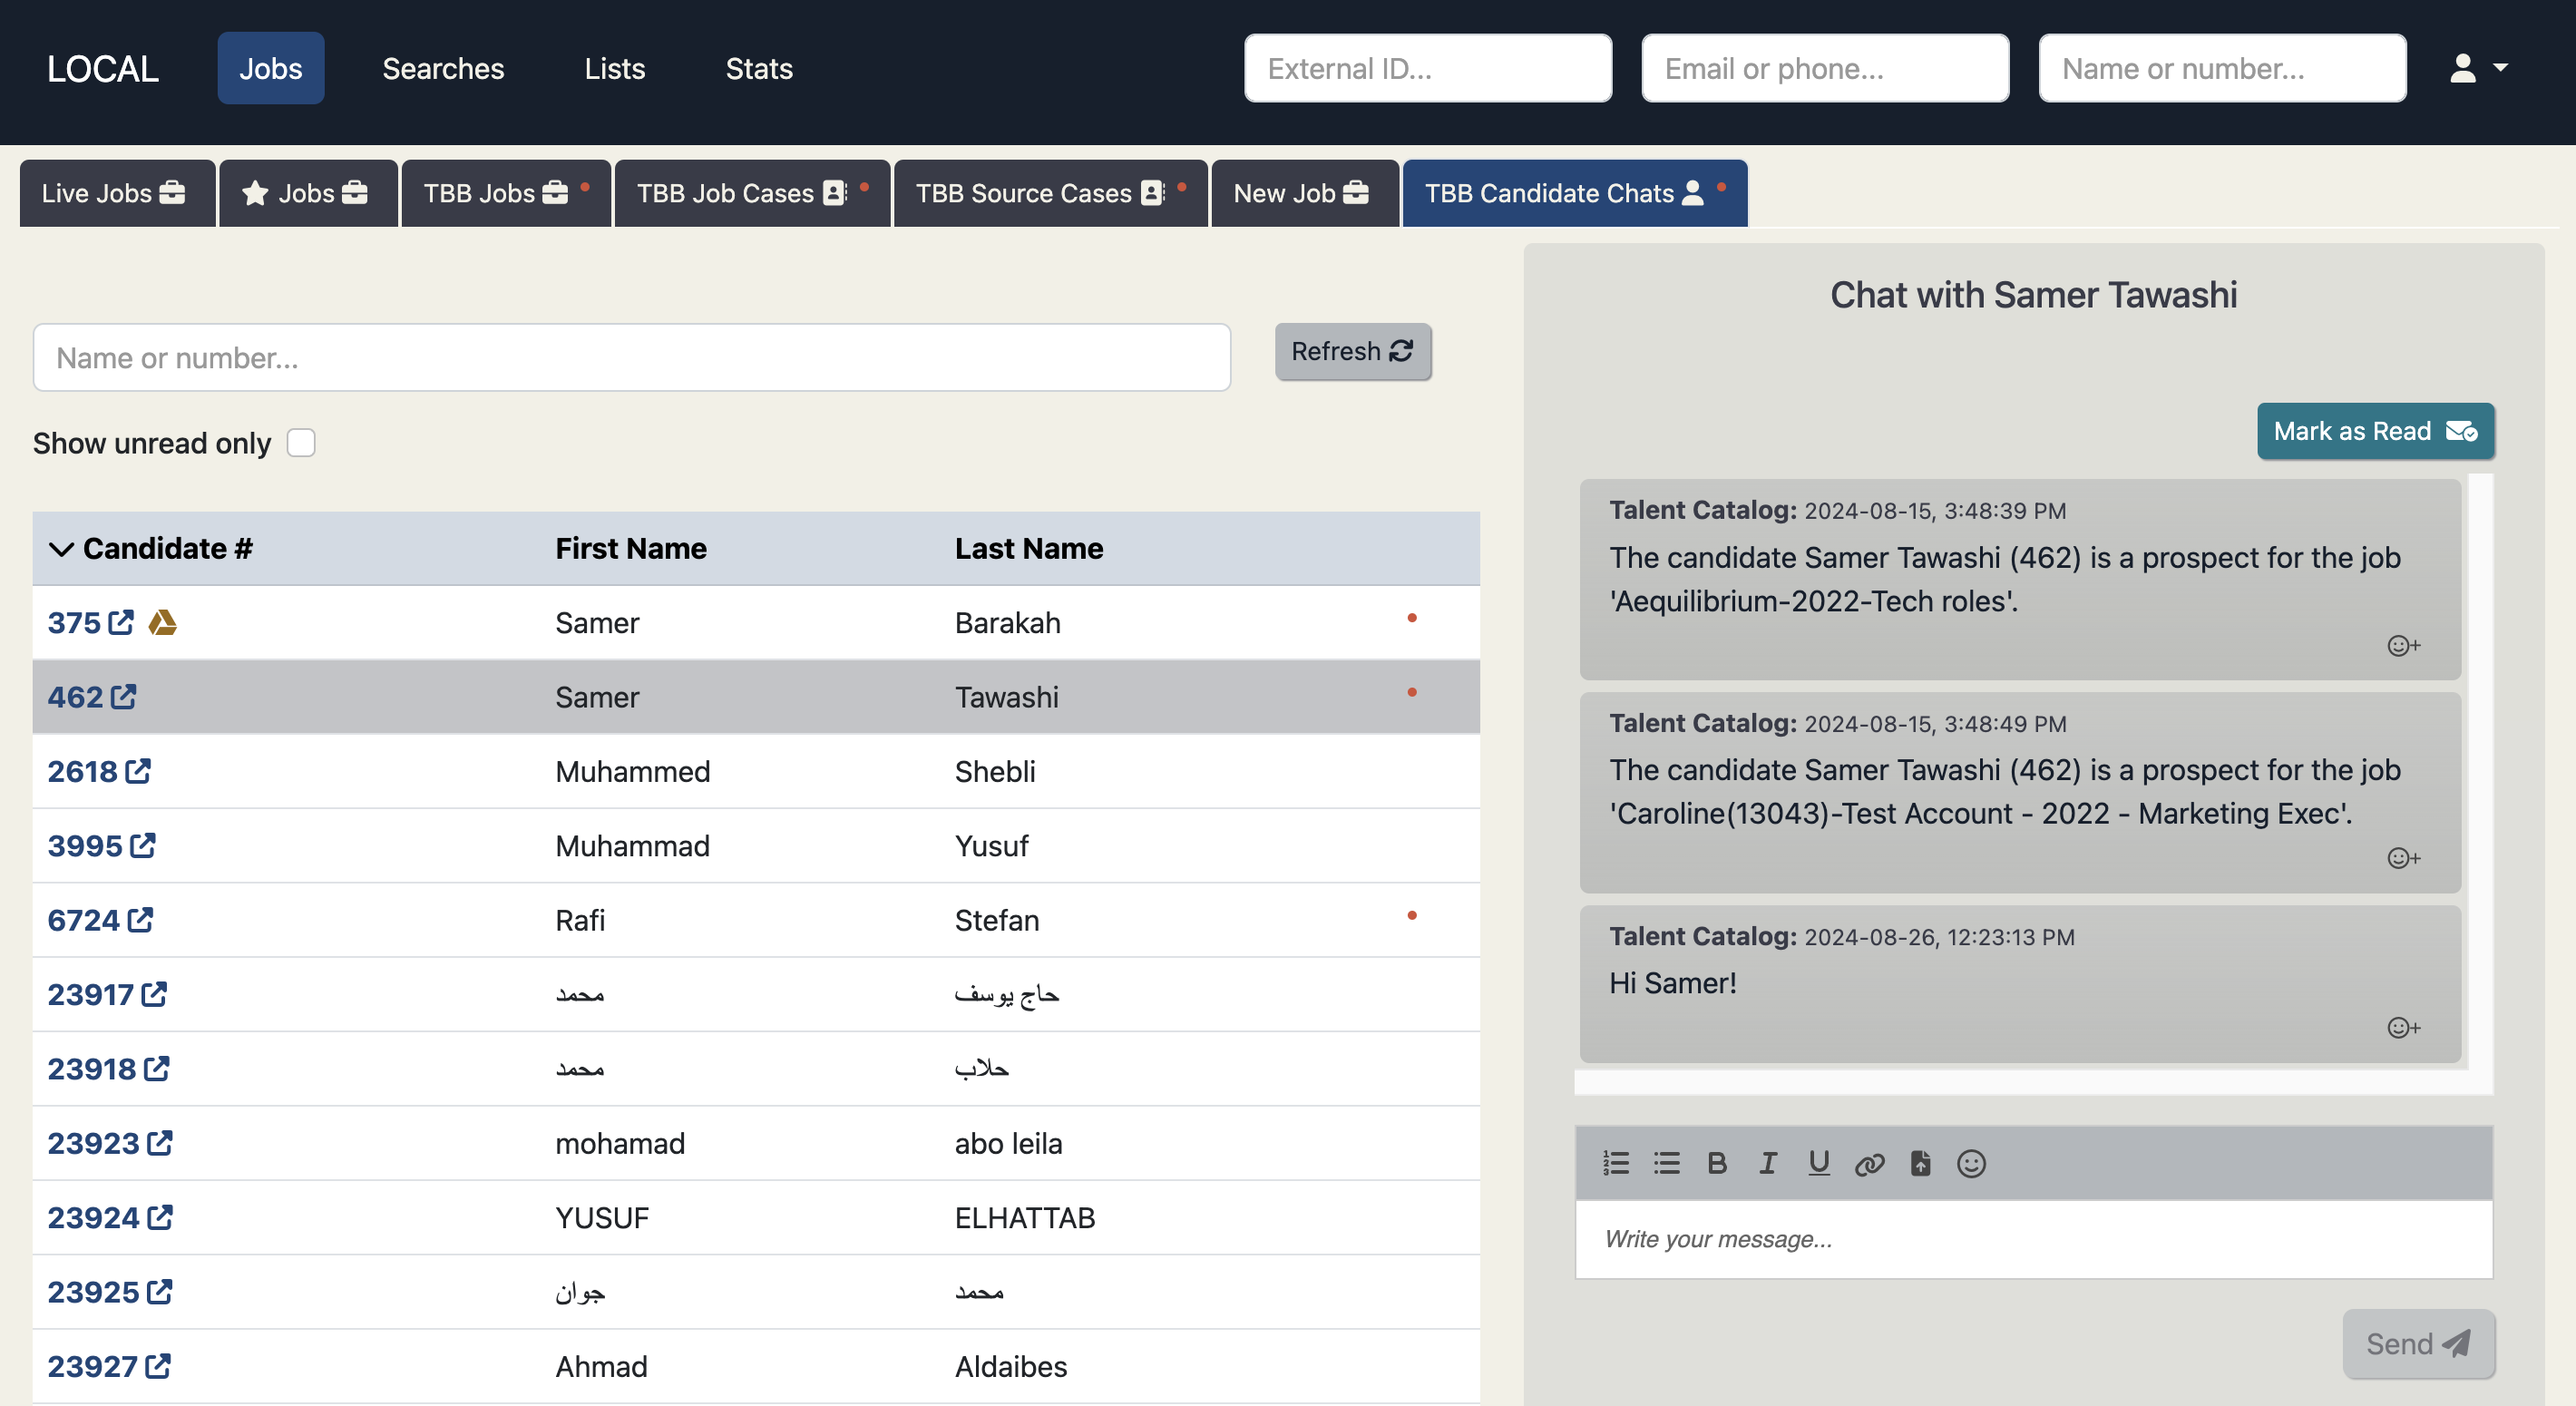 LOCAL Jobs Searches Lists Stats External ID... Email or phone... Name or number...
Live Jobs Jobs TBB Jobs TBB Job Cases TBB Source Cases New Job TBB Candidate Chats
Name or number... Refresh
Show unread only
Candidate # First Name Last Name
375 Samer Barakah
462 Samer Tawashi
2618 Muhammed Shebli
3995 Muhammad Yusuf
6724 Rafi Stefan
23917 محمد حاج يوسف
23918 محمد حلاب
23923 mohamad abo leila
23924 YUSUF ELHATTAB
23925 جوان محمد
23927 Ahmad Aldaibes
Chat with Samer Tawashi
Mark as Read
Talent Catalog: 2024-08-15, 3:48:39 PM
The candidate Samer Tawashi (462) is a prospect for the job
'Aequilibrium-2022-Tech roles'.
Talent Catalog: 2024-08-15, 3:48:49 PM
The candidate Samer Tawashi (462) is a prospect for the job
'Caroline(13043)-Test Account - 2022 - Marketing Exec'.
Talent Catalog: 2024-08-26, 12:23:13 PM
Hi Samer!
Write your message...
Send